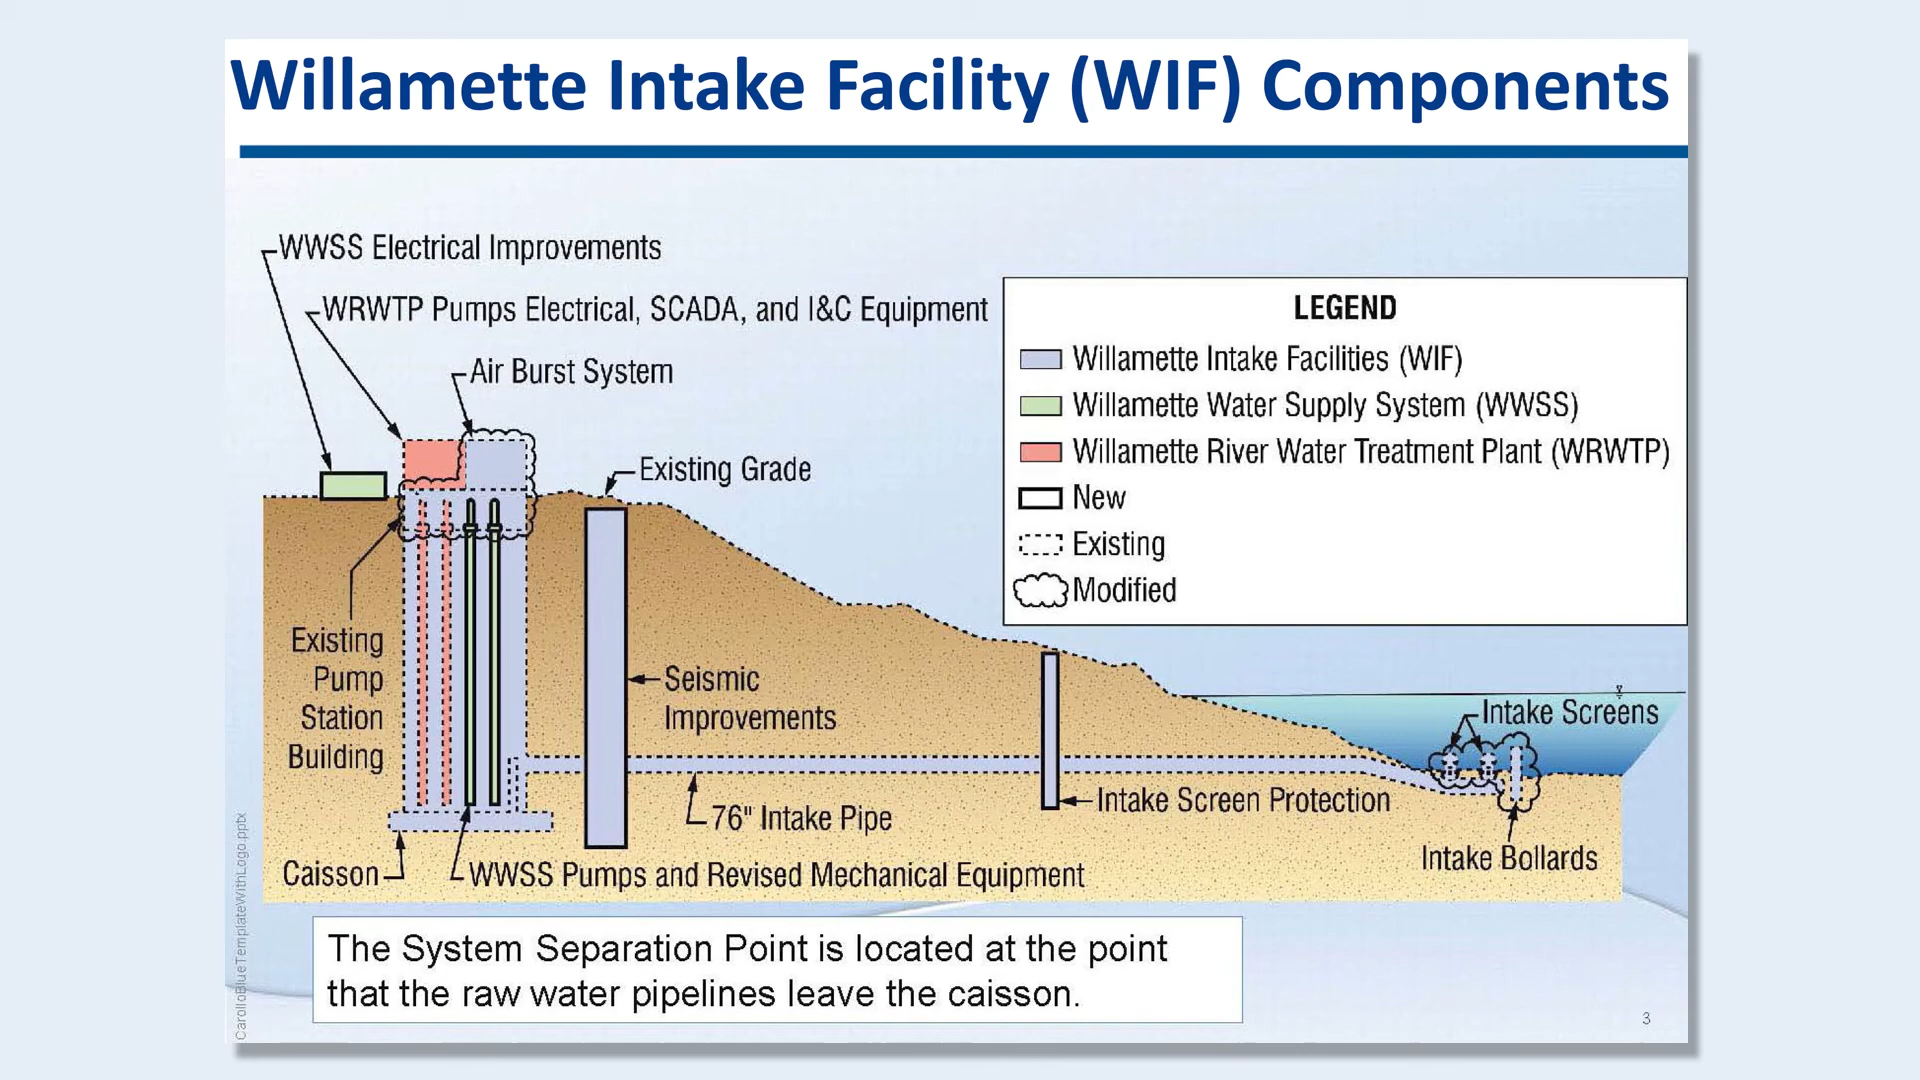 Willamette Intake Facility (WIF) Components
WWSS Electrical Improvements
WRWTP Pumps Electrical, SCADA, and I&C Equipment
Air Burst System
Existing Grade
LEGEND
Willamette Intake Facilities (WIF)
Willamette Water Supply System (WWSS)
Willamette River Water Treatment Plant (WRWTP)
New
Existing
Modified
Existing
Pump
Station
Building
Seismic
Improvements
Intake Screens
76" Intake Pipe
Intake Screen Protection
Intake Bollards
Caisson
WWSS Pumps and Revised Mechanical Equipment
The System Separation Point is located at the point
that the raw water pipelines leave the caisson.
CarolloBlueTemplateWithLogo.pptx
3